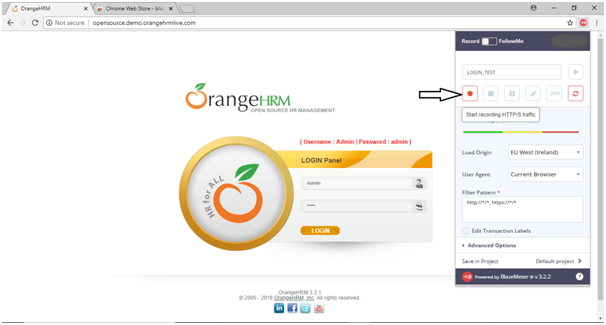 OrangeHRM
Chrome Web Store - bla
Not secure | opensource.demo.orangehrmlive.com
Record
FollowMe
LOGIN_TEST
Start recording HTTP/S traffic
OrangeHRM
OPEN SOURCE HR MANAGEMENT
( Username : Admin | Password : admin )
LOGIN Panel
HR for ALL
Admin
•••••
LOGIN
Load Origin
EU West (Ireland)
User Agent
Current Browser
Filter Pattern *
http://*/*, https://*/*
Edit Transaction Labels
Advanced Options
Save in Project
Default project
Powered by BlazeMeter ® v 3.2.2
?
OrangeHRM 3.3.1
© 2005 - 2018 OrangeHRM, Inc. All rights reserved.